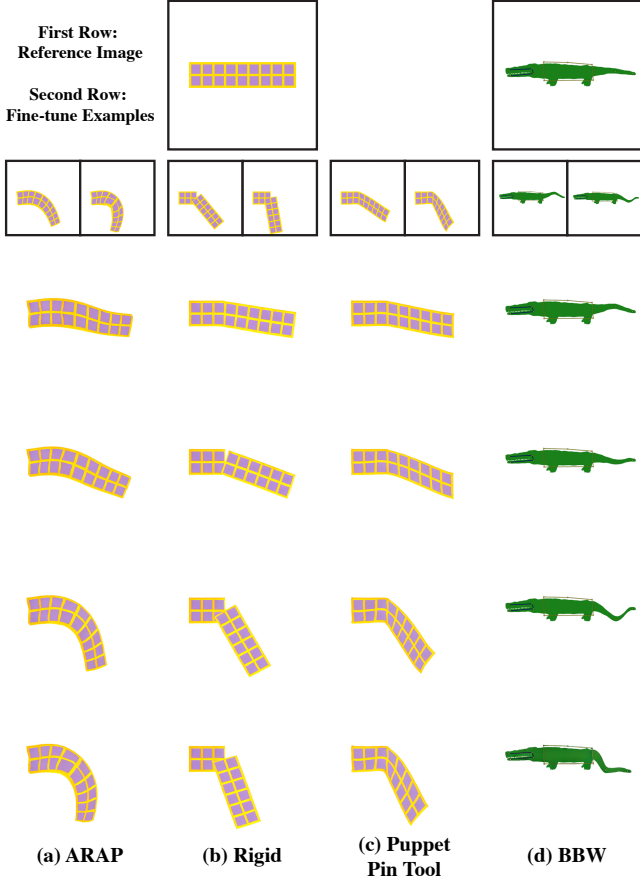 First Row:
Reference Image
Second Row:
Fine-tune Examples
(a) ARAP
(b) Rigid
(c) Puppet
Pin Tool
(d) BBW